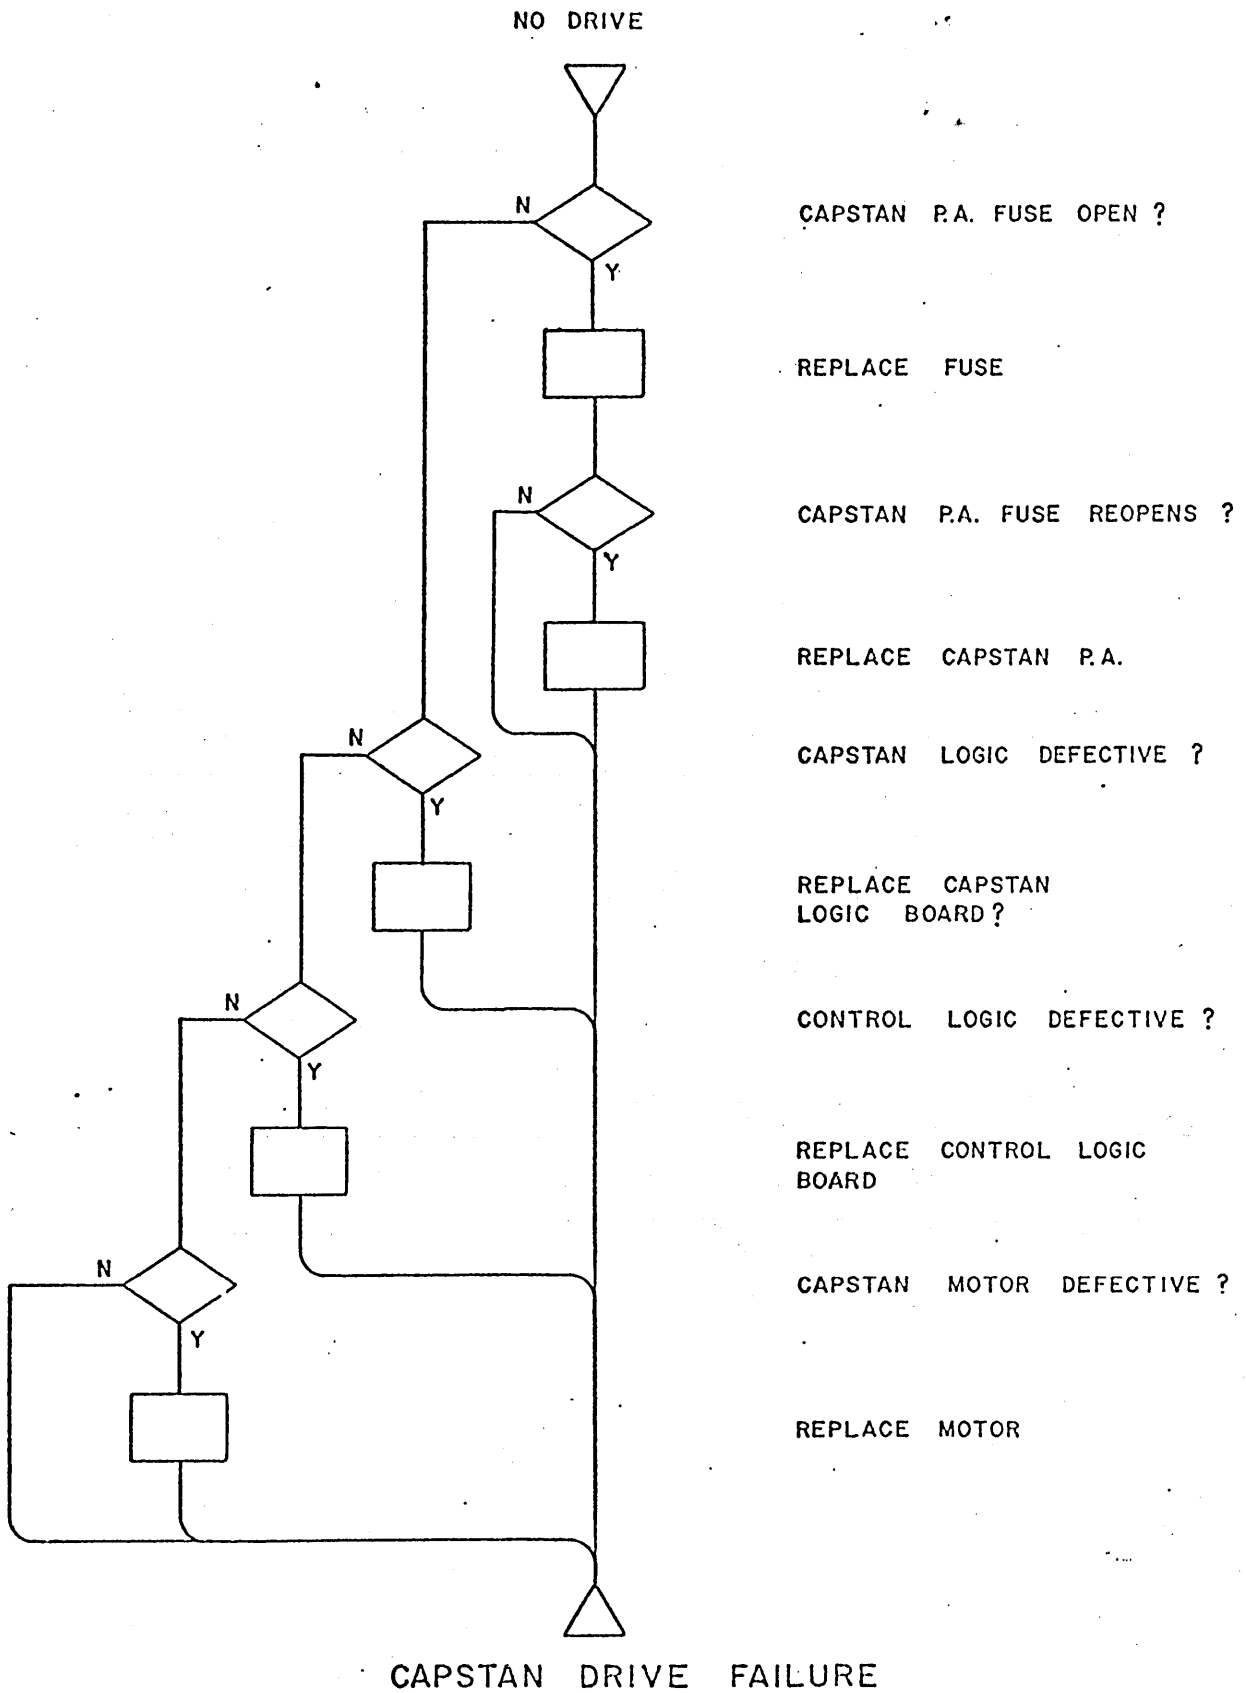 NO DRIVE
N
CAPSTAN P.A. FUSE OPEN ?
Y
REPLACE FUSE
N
CAPSTAN P.A. FUSE REOPENS ?
Y
REPLACE CAPSTAN P.A.
N
CAPSTAN LOGIC DEFECTIVE ?
Y
REPLACE CAPSTAN
LOGIC BOARD?
N
CONTROL LOGIC DEFECTIVE ?
Y
REPLACE CONTROL LOGIC
BOARD
N
CAPSTAN MOTOR DEFECTIVE ?
Y
REPLACE MOTOR
CAPSTAN DRIVE FAILURE